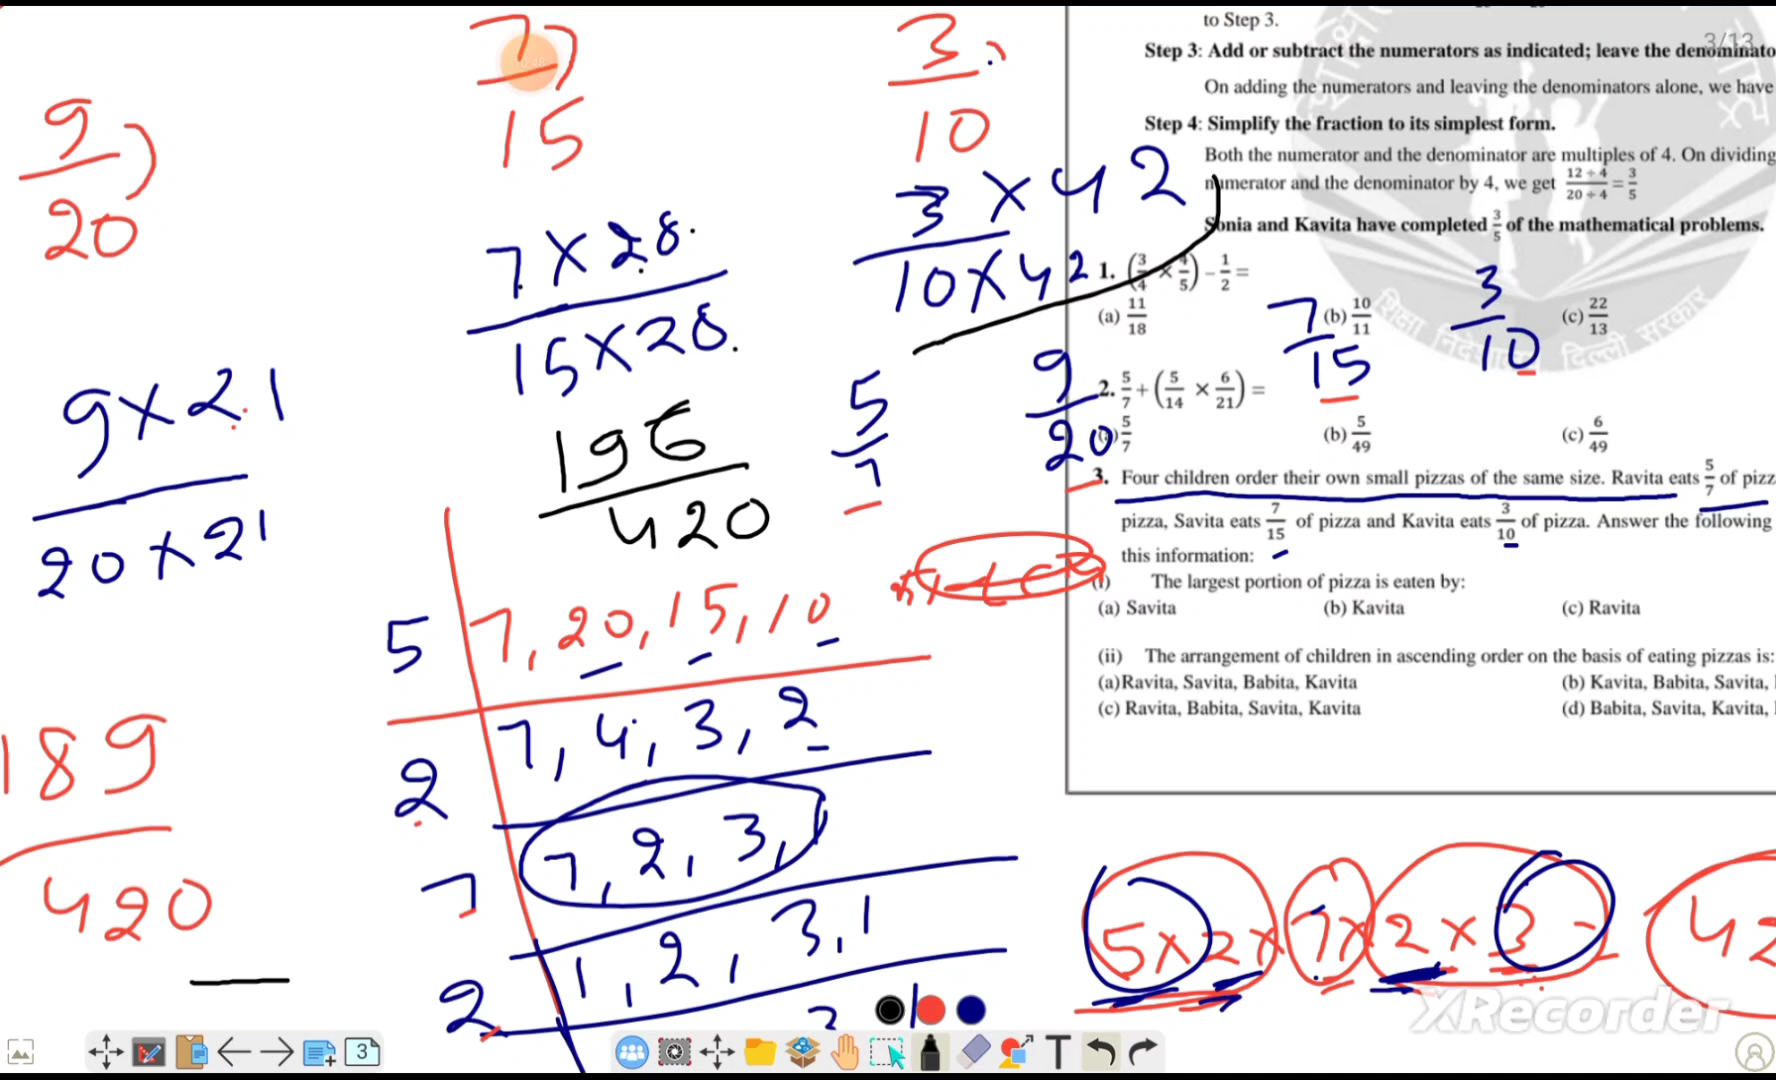 to Step 3.
3/13
Step 3: Add or subtract the numerators as indicated; leave the denominato
On adding the numerators and leaving the denominators alone, we have
Step 4: Simplify the fraction to its simplest form.
Both the numerator and the denominator are multiples of 4. On dividing
numerator and the denominator by 4, we get 12 ÷ 4 / 20 ÷ 4 = 3/5
Sonia and Kavita have completed 3/5 of the mathematical problems.
1. (3/4 × 4/5) - 1/2 =
(a) 11/18 (b) 10/11 (c) 22/13
2. 5/7 + (5/14 × 6/21) =
5/7 (b) 5/49 (c) 6/49
3. Four children order their own small pizzas of the same size. Ravita eats 5/7 of pizz
pizza, Savita eats 7/15 of pizza and Kavita eats 3/10 of pizza. Answer the following
this information:
(i) The largest portion of pizza is eaten by:
(a) Savita (b) Kavita (c) Ravita
(ii) The arrangement of children in ascending order on the basis of eating pizzas is:
(a)Ravita, Savita, Babita, Kavita (b) Kavita, Babita, Savita,
(c) Ravita, Babita, Savita, Kavita (d) Babita, Savita, Kavita,
शिक्षा निदेशालय दिल्ली सरकार
9/20
7/15
3/10
3 × 42
10 × 42
7 × 28
15 × 28
9 × 21
20 × 21
196/420
5/7
9/20
7/15
3/10
189
420
5 7, 20, 15, 10
2 7, 4, 3, 2
7 7, 2, 3, 1
2 1, 2, 3, 1
5 × 2 × 7 × 2 × 3 = 42
XRecorder
3
T